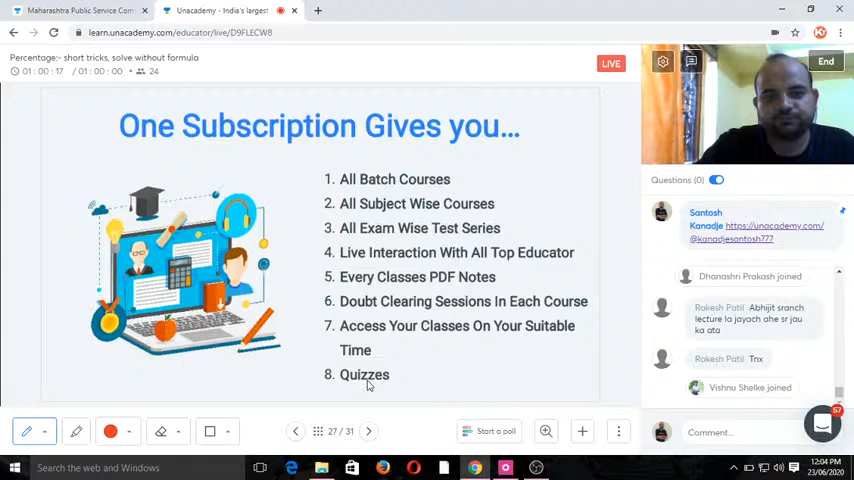 Maharashtra Public Service Com
Unacademy - India's largest
learn.unacademy.com/educator/live/D9FLECW8
Percentage:- short tricks, solve without formula
01 : 00 : 17 / 01 : 00 : 00 • 24
LIVE
End
One Subscription Gives you...
1. All Batch Courses
2. All Subject Wise Courses
3. All Exam Wise Test Series
4. Live Interaction With All Top Educator
5. Every Classes PDF Notes
6. Doubt Clearing Sessions In Each Course
7. Access Your Classes On Your Suitable
Time
8. Quizzes
Questions (0)
Santosh
Kanadje https://unacademy.com/
@kanadjesantosh777
Dhanashri Prakash joined
Rakesh Patil Abhijit sranch
lecture la jayach ahe sr jau
ka ata
Rakesh Patil Tnx
Vishnu Shelke joined
57
27 / 31
Start a poll
Comment...
Search the web and Windows
12:04 PM
23/06/2020